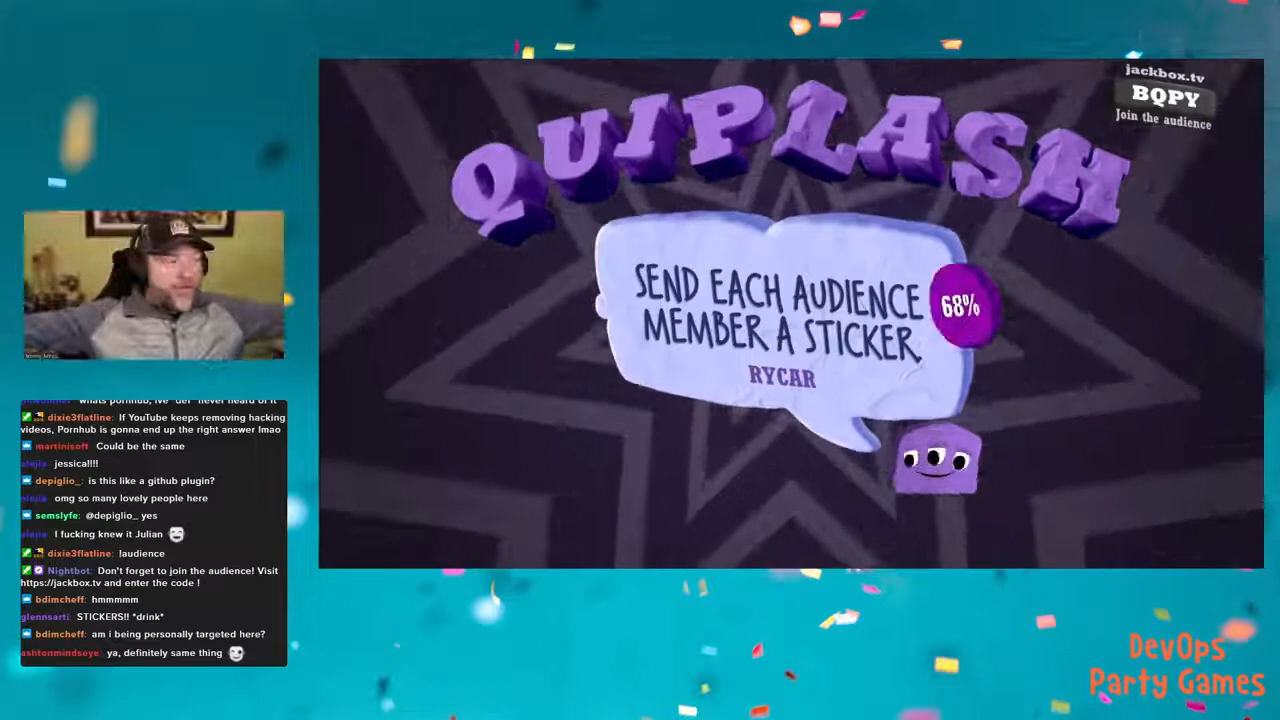 jackbox.tv
BQPY
Join the audience
QUIPLASH
SEND EACH AUDIENCE
MEMBER A STICKER
RYCAR
68%
dixie3flatline: If YouTube keeps removing hacking
videos, Pornhub is gonna end up the right answer lmao
martinisoft Could be the same
jessica!!!!
depiglio_: is this like a github plugin?
omg so many lovely people here
semslyfe: @depiglio_ yes
I fucking knew it Julian
dixie3flatline: !audience
Nightbot: Don't forget to join the audience! Visit
https://jackbox.tv and enter the code !
bdimcheff: hmmmmm
glennsarti: STICKERS!! *drink*
bdimcheff: am i being personally targeted here?
ashtonmindseye: ya, definitely same thing
DevOps
Party Games